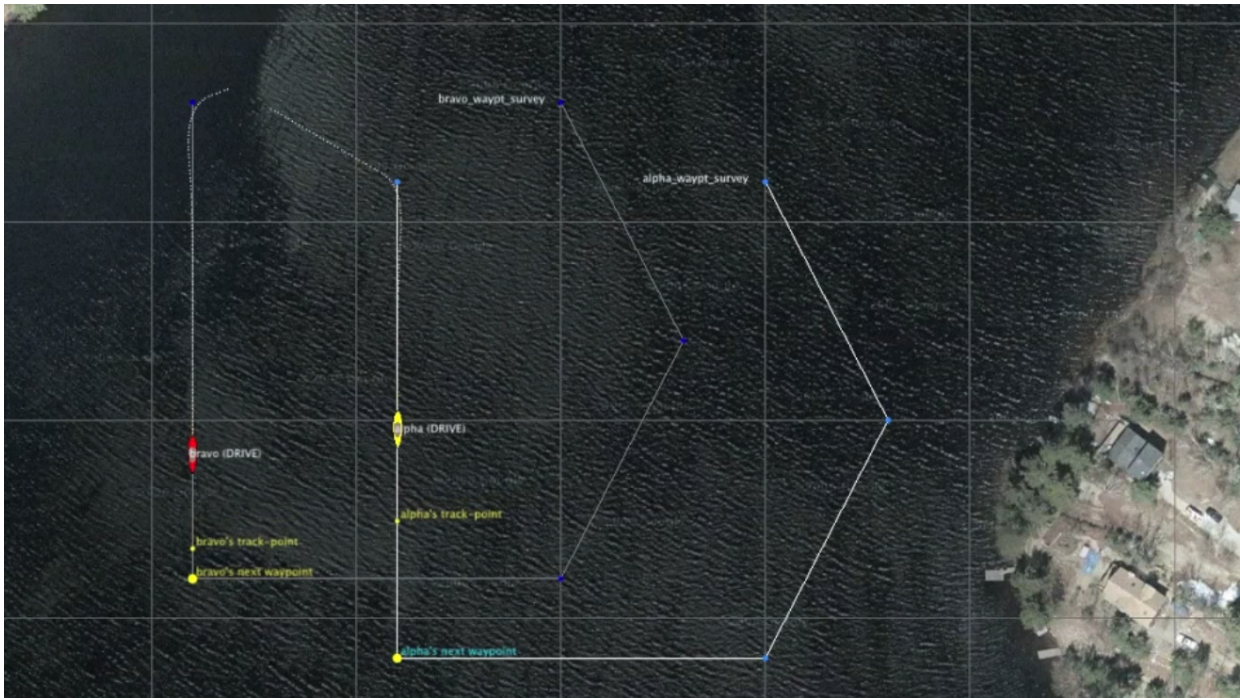 bravo_waypt_survey
alpha_waypt_survey
alpha (DRIVE)
bravo (DRIVE)
alpha's track-point
bravo's track-point
bravo's next waypoint
alpha's next waypoint